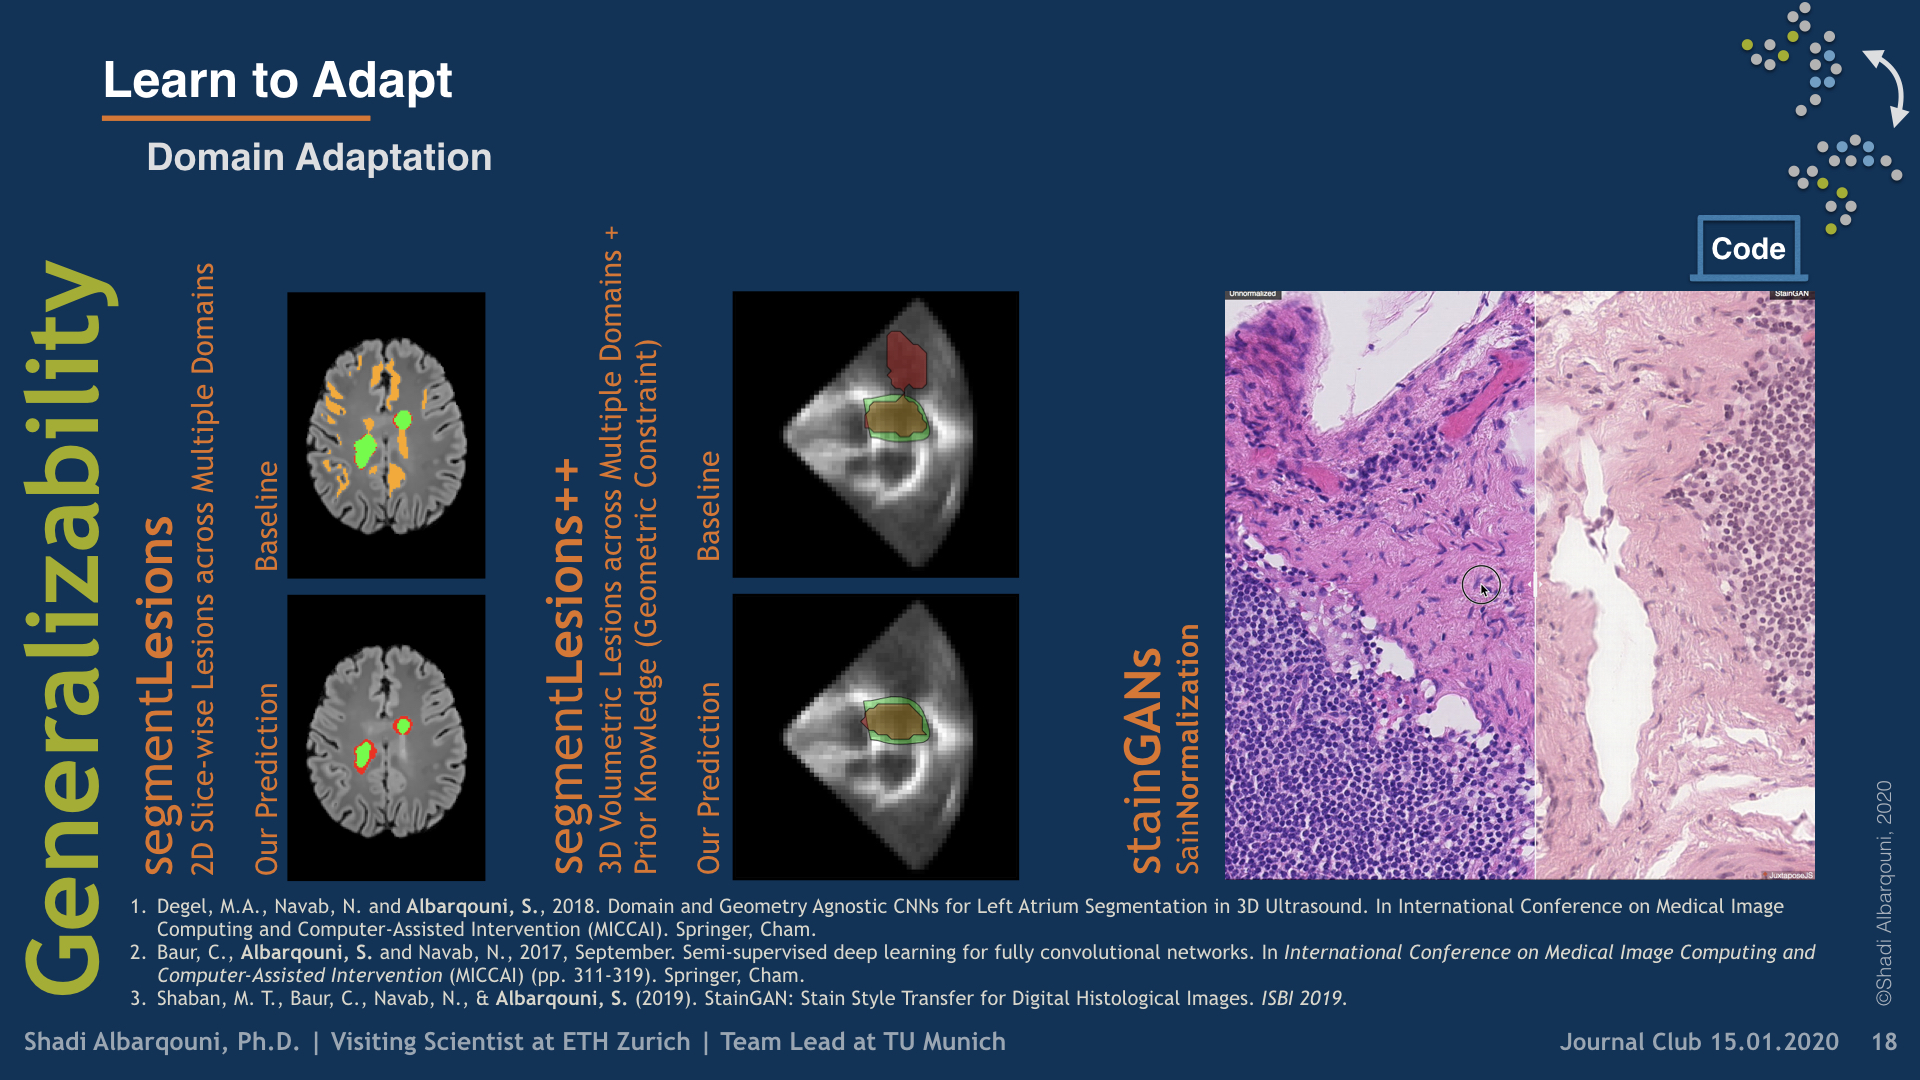 Learn to Adapt
Domain Adaptation
Code
Generalizability
segmentLesions
2D Slice-wise Lesions across Multiple Domains
Baseline
Our Prediction
segmentLesions++
3D Volumetric Lesions across Multiple Domains +
Prior Knowledge (Geometric Constraint)
Baseline
Our Prediction
stainGANs
SainNormalization
Unnormalized
StainGAN
JuxtaposeJS
1. Degel, M.A., Navab, N. and Albarqouni, S., 2018. Domain and Geometry Agnostic CNNs for Left Atrium Segmentation in 3D Ultrasound. In International Conference on Medical Image
Computing and Computer-Assisted Intervention (MICCAI). Springer, Cham.
2. Baur, C., Albarqouni, S. and Navab, N., 2017, September. Semi-supervised deep learning for fully convolutional networks. In International Conference on Medical Image Computing and
Computer-Assisted Intervention (MICCAI) (pp. 311-319). Springer, Cham.
3. Shaban, M. T., Baur, C., Navab, N., & Albarqouni, S. (2019). StainGAN: Stain Style Transfer for Digital Histological Images. ISBI 2019.
©Shadi Albarqouni, 2020
Shadi Albarqouni, Ph.D. | Visiting Scientist at ETH Zurich | Team Lead at TU Munich
Journal Club 15.01.2020 18